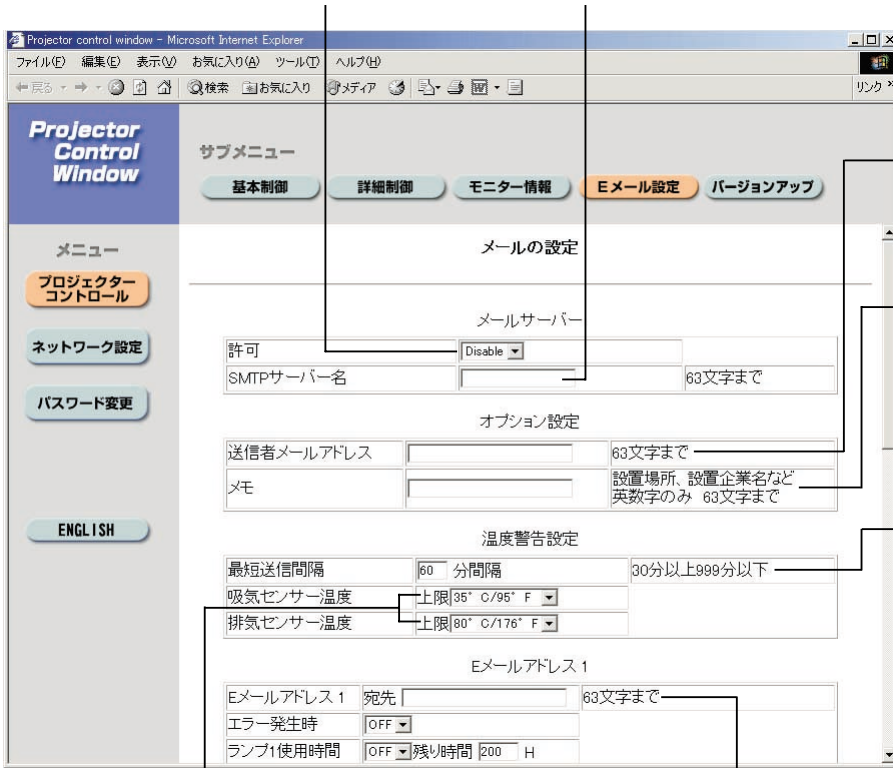 Projector control window - Microsoft Internet Explorer
ファイル(F) 編集(E) 表示(V) お気に入り(A) ツール(T) ヘルプ(H)
戻る 検索 お気に入り メディア リンク »
Projector
Control
Window
サブメニュー
基本制御 詳細制御 モニター情報 Eメール設定 バージョンアップ
メニュー
プロジェクター
コントロール
ネットワーク設定
パスワード変更
ENGLISH
メールの設定
メールサーバー
許可 Disable
SMTPサーバー名 63文字まで
オプション設定
送信者メールアドレス 63文字まで
メモ 設置場所、設置企業名など
英数字のみ 63文字まで
温度警告設定
最短送信間隔 60 分間隔 30分以上999分以下
吸気センサー温度 上限 35° C/95° F
排気センサー温度 上限 80° C/176° F
Eメールアドレス 1
Eメールアドレス 1 宛先 63文字まで
エラー発生時 OFF
ランプ1使用時間 OFF 残り時間 200 H